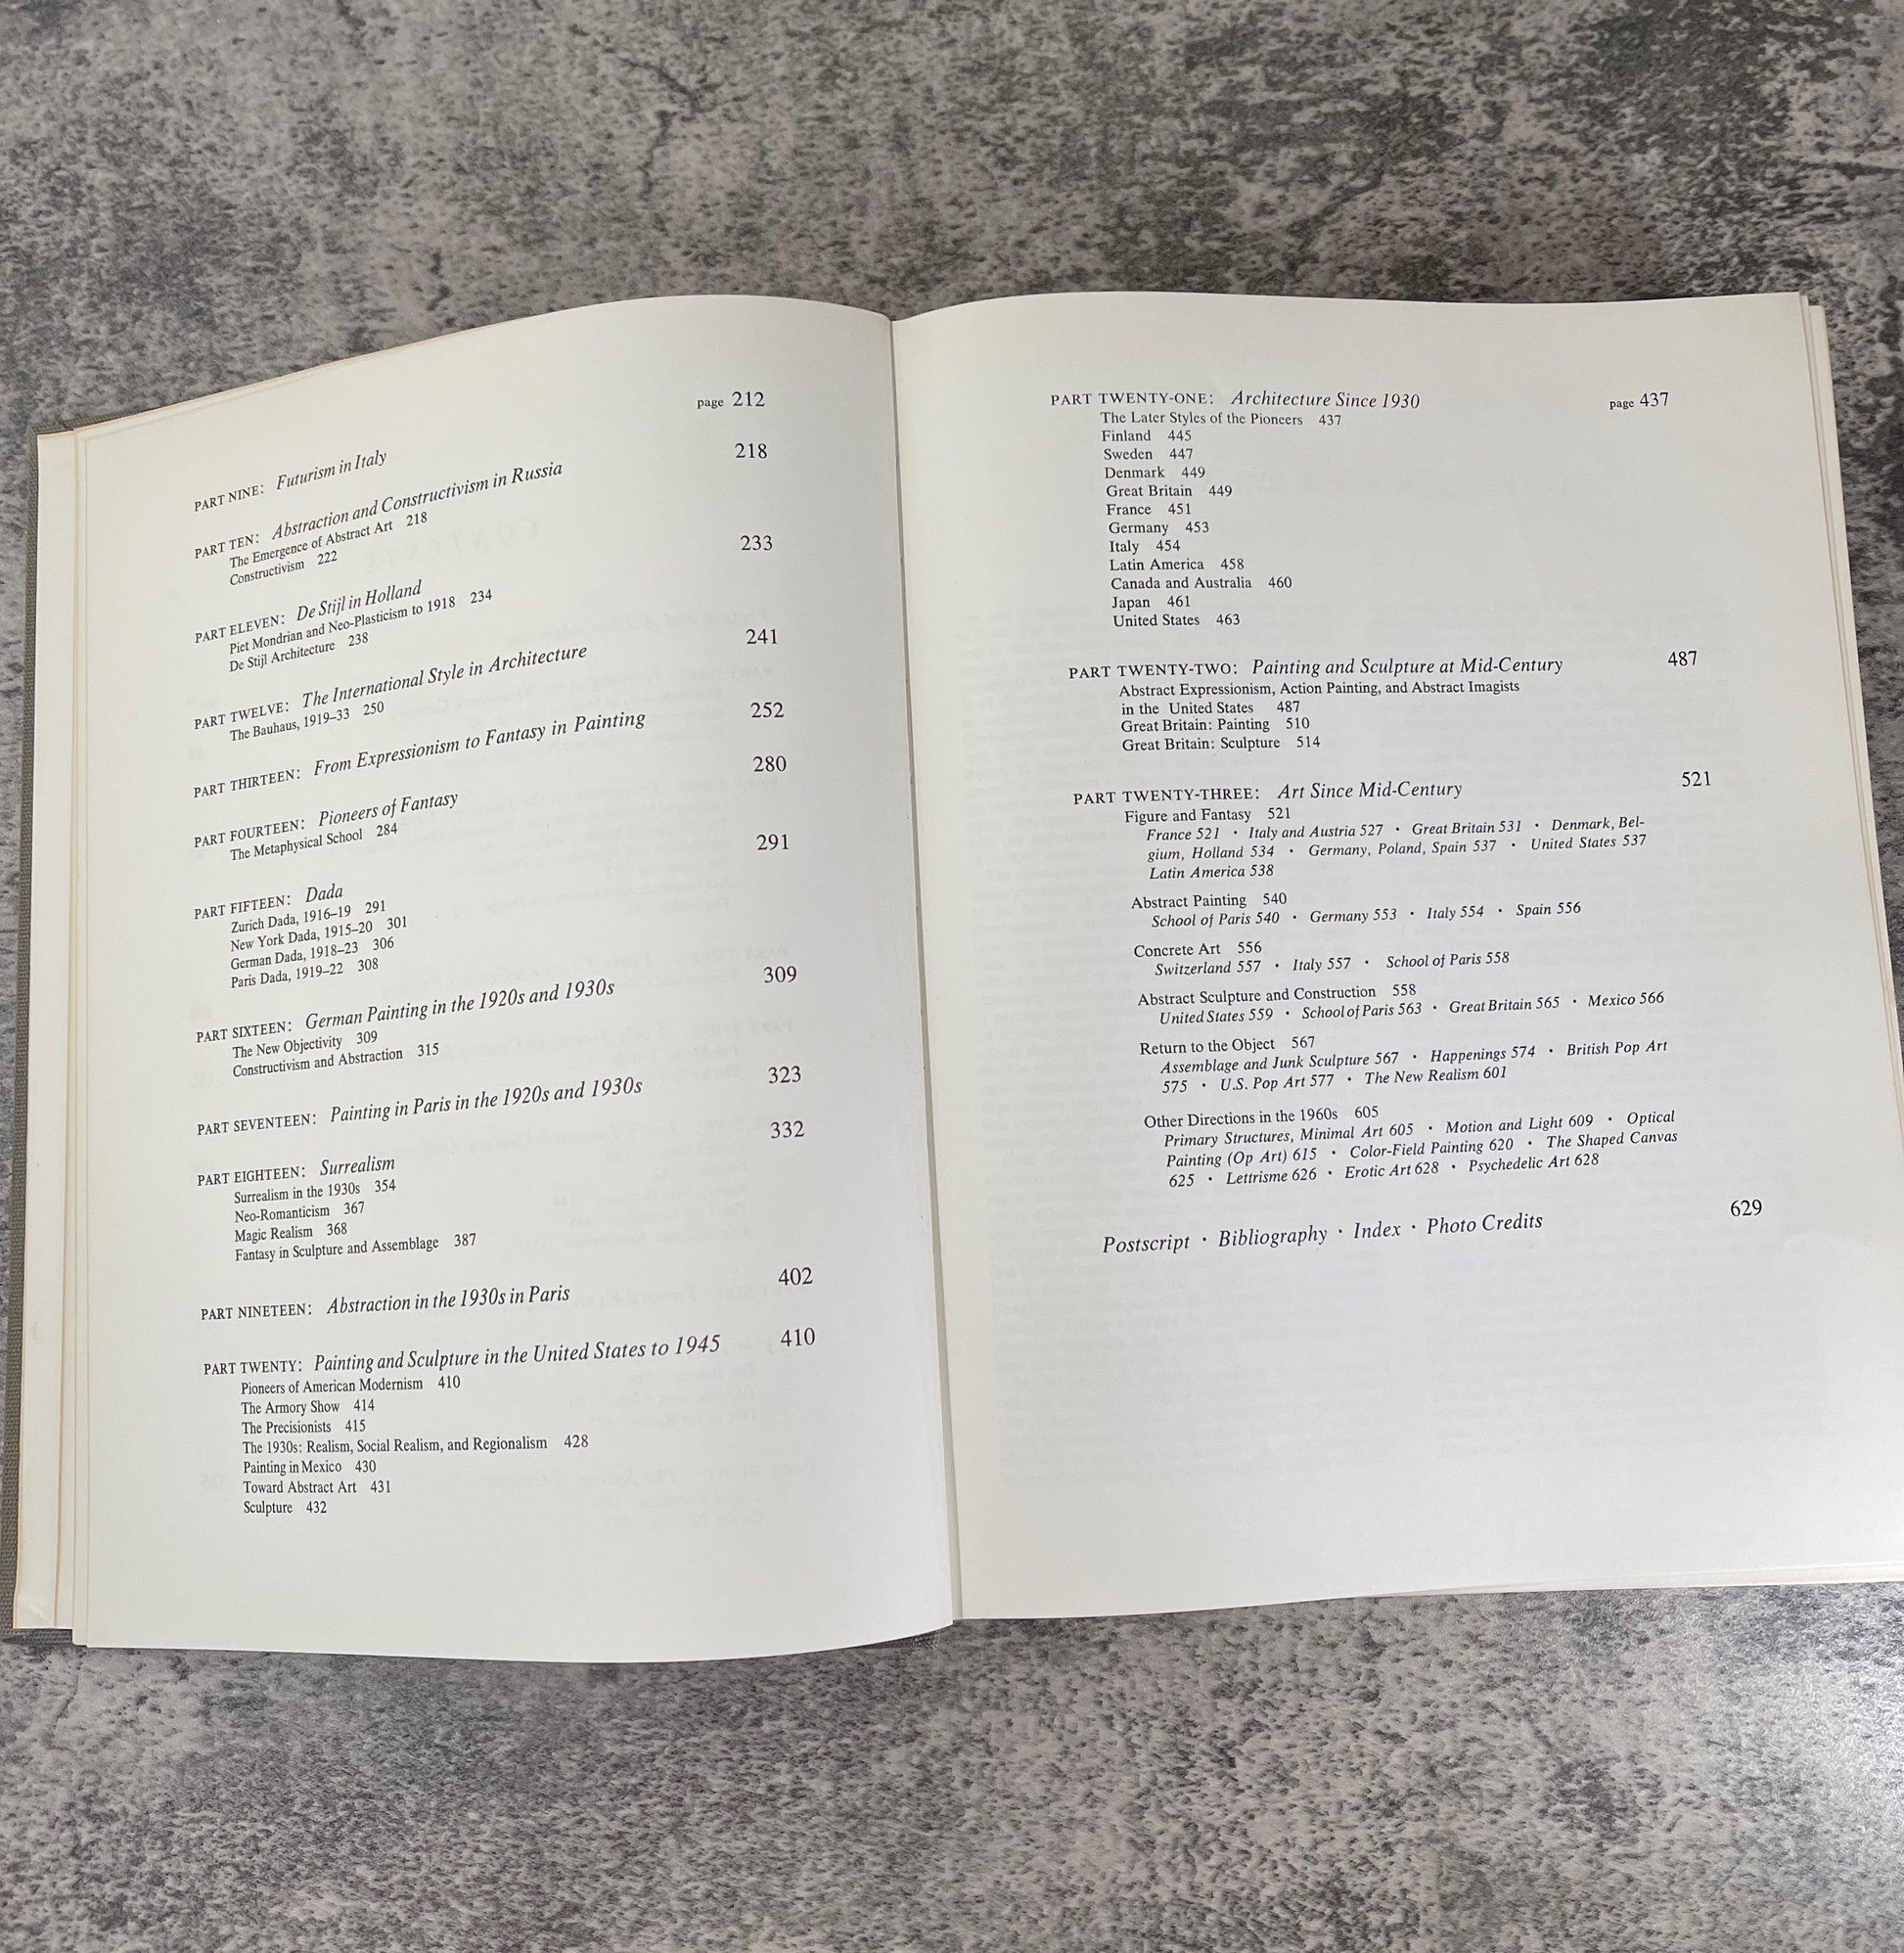 page 212
PART NINE: Futurism in Italy
218
PART TEN: Abstraction and Constructivism in Russia
The Emergence of Abstract Art 218
Constructivism 222
233
PART ELEVEN: De Stijl in Holland
Piet Mondrian and Neo-Plasticism to 1918 234
De Stijl Architecture 238
241
PART TWELVE: The International Style in Architecture
The Bauhaus, 1919–33 250
252
PART THIRTEEN: From Expressionism to Fantasy in Painting
280
PART FOURTEEN: Pioneers of Fantasy
The Metaphysical School 284
291
PART FIFTEEN: Dada
Zurich Dada, 1916–19 291
New York Dada, 1915–20 301
German Dada, 1918–23 306
Paris Dada, 1919–22 308
309
PART SIXTEEN: German Painting in the 1920s and 1930s
The New Objectivity 309
Constructivism and Abstraction 315
323
PART SEVENTEEN: Painting in Paris in the 1920s and 1930s
332
PART EIGHTEEN: Surrealism
Surrealism in the 1930s 354
Neo-Romanticism 367
Magic Realism 368
Fantasy in Sculpture and Assemblage 387
402
PART NINETEEN: Abstraction in the 1930s in Paris
PART TWENTY: Painting and Sculpture in the United States to 1945 410
Pioneers of American Modernism 410
The Armory Show 414
The Precisionists 415
The 1930s: Realism, Social Realism, and Regionalism 428
Painting in Mexico 430
Toward Abstract Art 431
Sculpture 432
PART TWENTY-ONE: Architecture Since 1930 page 437
The Later Styles of the Pioneers 437
Finland 445
Sweden 447
Denmark 449
Great Britain 449
France 451
Germany 453
Italy 454
Latin America 458
Canada and Australia 460
Japan 461
United States 463
PART TWENTY-TWO: Painting and Sculpture at Mid-Century 487
Abstract Expressionism, Action Painting, and Abstract Imagists
in the United States 487
Great Britain: Painting 510
Great Britain: Sculpture 514
PART TWENTY-THREE: Art Since Mid-Century 521
Figure and Fantasy 521
France 521 • Italy and Austria 527 • Great Britain 531 • Denmark, Bel-
gium, Holland 534 • Germany, Poland, Spain 537 • United States 537
Latin America 538
Abstract Painting 540
School of Paris 540 • Germany 553 • Italy 554 • Spain 556
Concrete Art 556
Switzerland 557 • Italy 557 • School of Paris 558
Abstract Sculpture and Construction 558
United States 559 • School of Paris 563 • Great Britain 565 • Mexico 566
Return to the Object 567
Assemblage and Junk Sculpture 567 • Happenings 574 • British Pop Art
575 • U.S. Pop Art 577 • The New Realism 601
Other Directions in the 1960s 605
Primary Structures, Minimal Art 605 • Motion and Light 609 • Optical
Painting (Op Art) 615 • Color-Field Painting 620 • The Shaped Canvas
625 • Lettrisme 626 • Erotic Art 628 • Psychedelic Art 628
Postscript • Bibliography • Index • Photo Credits 629